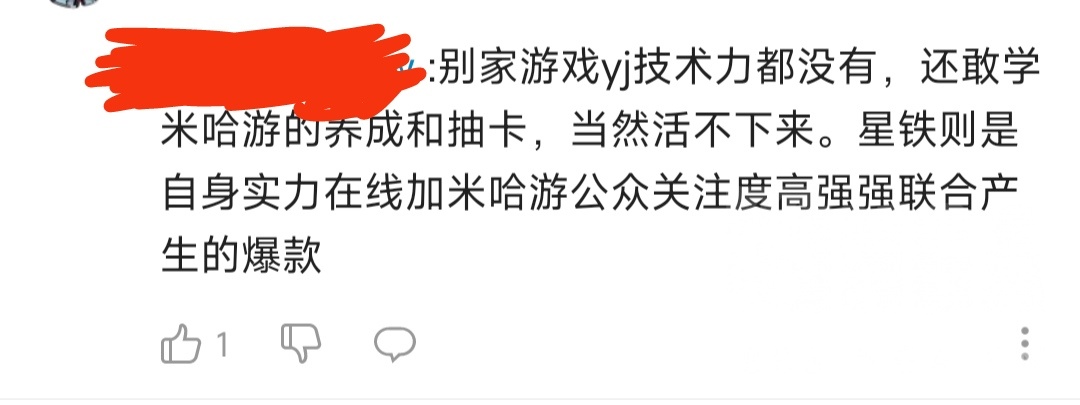 :别家游戏yj技术力都没有，还敢学
米哈游的养成和抽卡，当然活不下来。星铁则是
自身实力在线加米哈游公众关注度高强强联合产
生的爆款
1